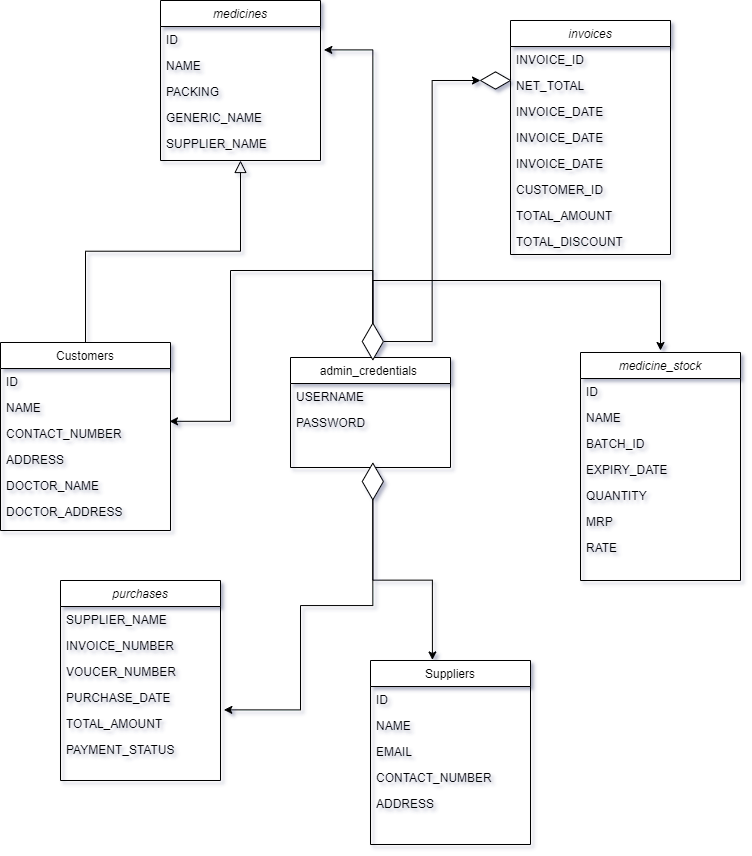 medicines
ID
NAME
PACKING
GENERIC_NAME
SUPPLIER_NAME
invoices
INVOICE_ID
NET_TOTAL
INVOICE_DATE
INVOICE_DATE
INVOICE_DATE
CUSTOMER_ID
TOTAL_AMOUNT
TOTAL_DISCOUNT
Customers
ID
NAME
CONTACT_NUMBER
ADDRESS
DOCTOR_NAME
DOCTOR_ADDRESS
admin_credentials
USERNAME
PASSWORD
medicine_stock
ID
NAME
BATCH_ID
EXPIRY_DATE
QUANTITY
MRP
RATE
purchases
SUPPLIER_NAME
INVOICE_NUMBER
VOUCER_NUMBER
PURCHASE_DATE
TOTAL_AMOUNT
PAYMENT_STATUS
Suppliers
ID
NAME
EMAIL
CONTACT_NUMBER
ADDRESS